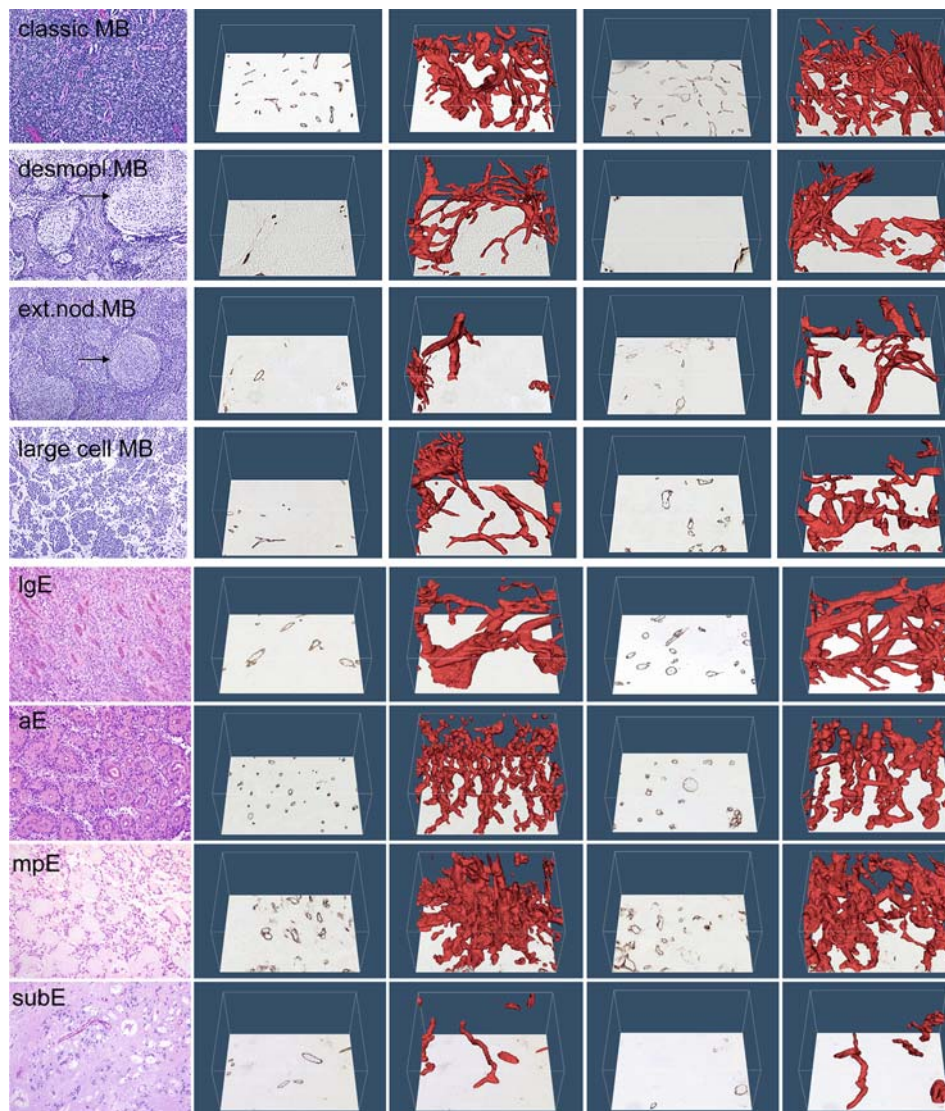 classic MB
desmopl.MB
ext.nod.MB
large cell MB
lgE
aE
mpE
subE